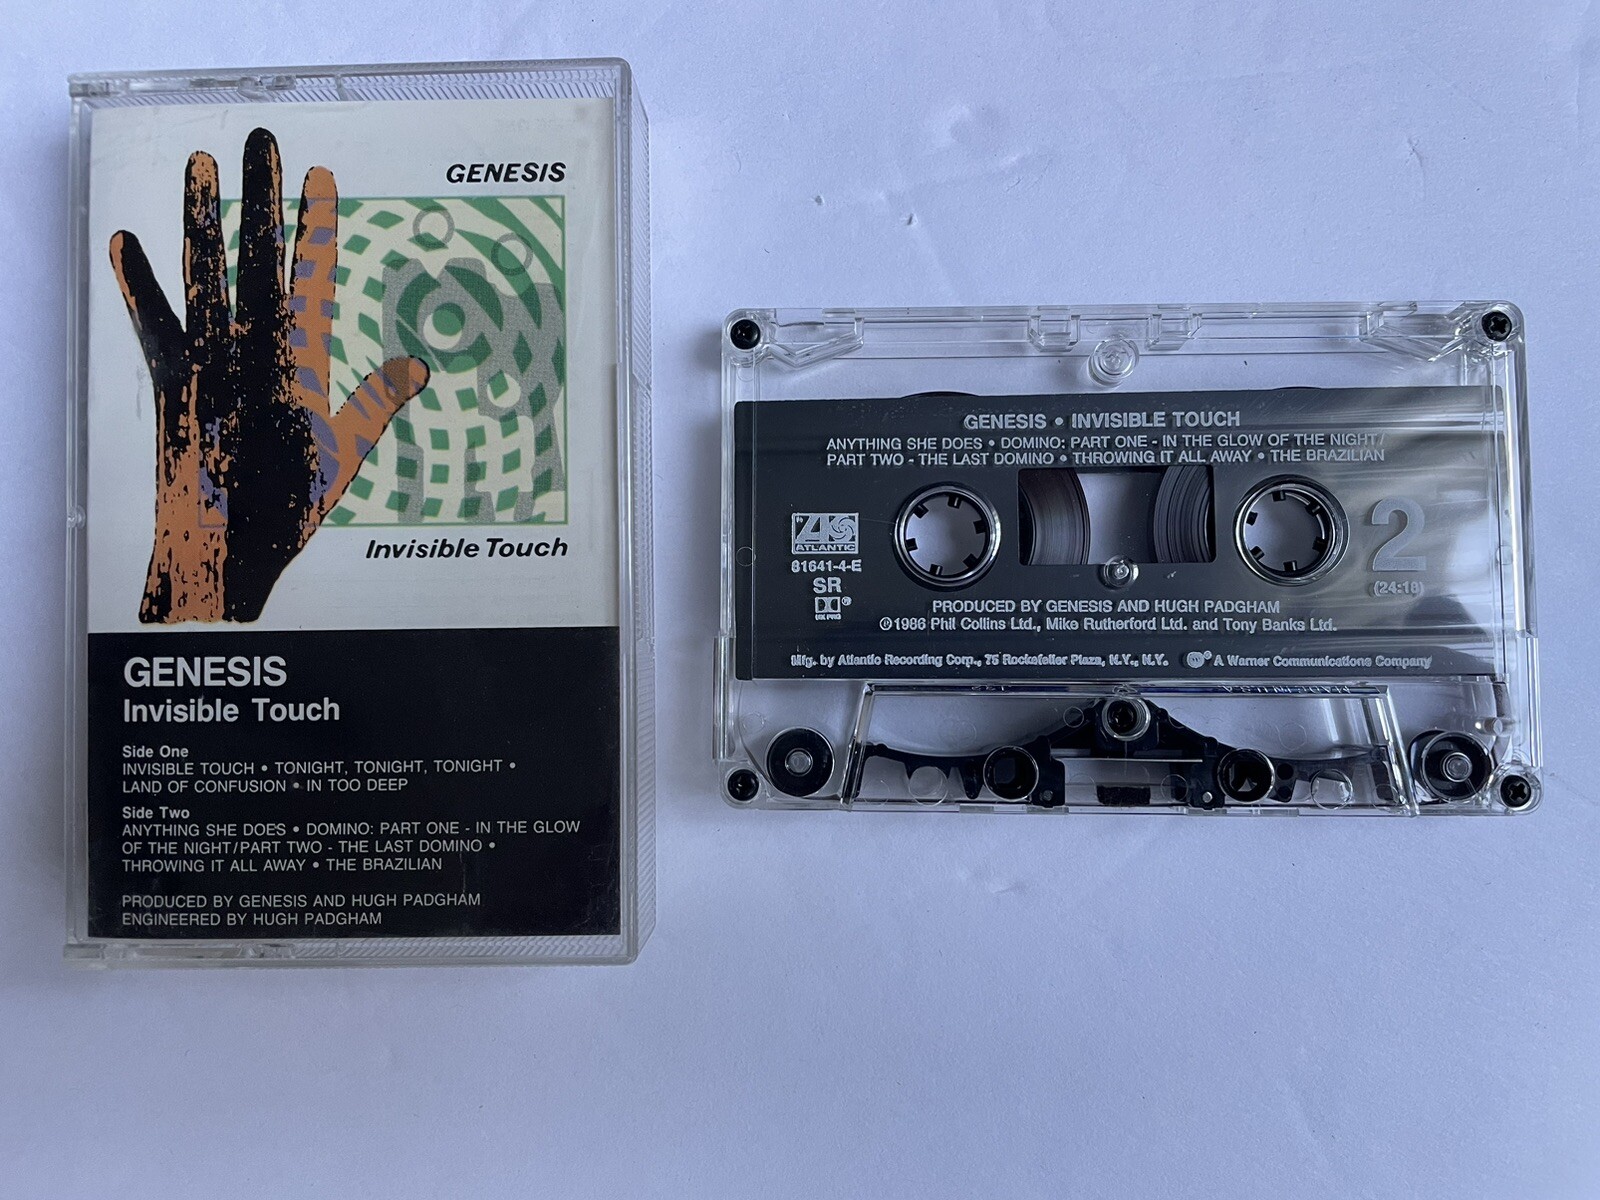 GENESIS
Invisible Touch
GENESIS
Invisible Touch
Side One
INVISIBLE TOUCH • TONIGHT, TONIGHT, TONIGHT •
LAND OF CONFUSION • IN TOO DEEP
Side Two
ANYTHING SHE DOES • DOMINO: PART ONE - IN THE GLOW
OF THE NIGHT/PART TWO - THE LAST DOMINO •
THROWING IT ALL AWAY • THE BRAZILIAN
PRODUCED BY GENESIS AND HUGH PADGHAM
ENGINEERED BY HUGH PADGHAM
GENESIS • INVISIBLE TOUCH
ANYTHING SHE DOES • DOMINO: PART ONE - IN THE GLOW OF THE NIGHT/
PART TWO - THE LAST DOMINO • THROWING IT ALL AWAY • THE BRAZILIAN
ATLANTIC
81641-4-E
SR
HX PRO
2
(24:18)
PRODUCED BY GENESIS AND HUGH PADGHAM
℗1986 Phil Collins Ltd., Mike Rutherford Ltd. and Tony Banks Ltd.
Mfg. by Atlantic Recording Corp., 75 Rockefeller Plaza, N.Y., N.Y. A Warner Communications Company